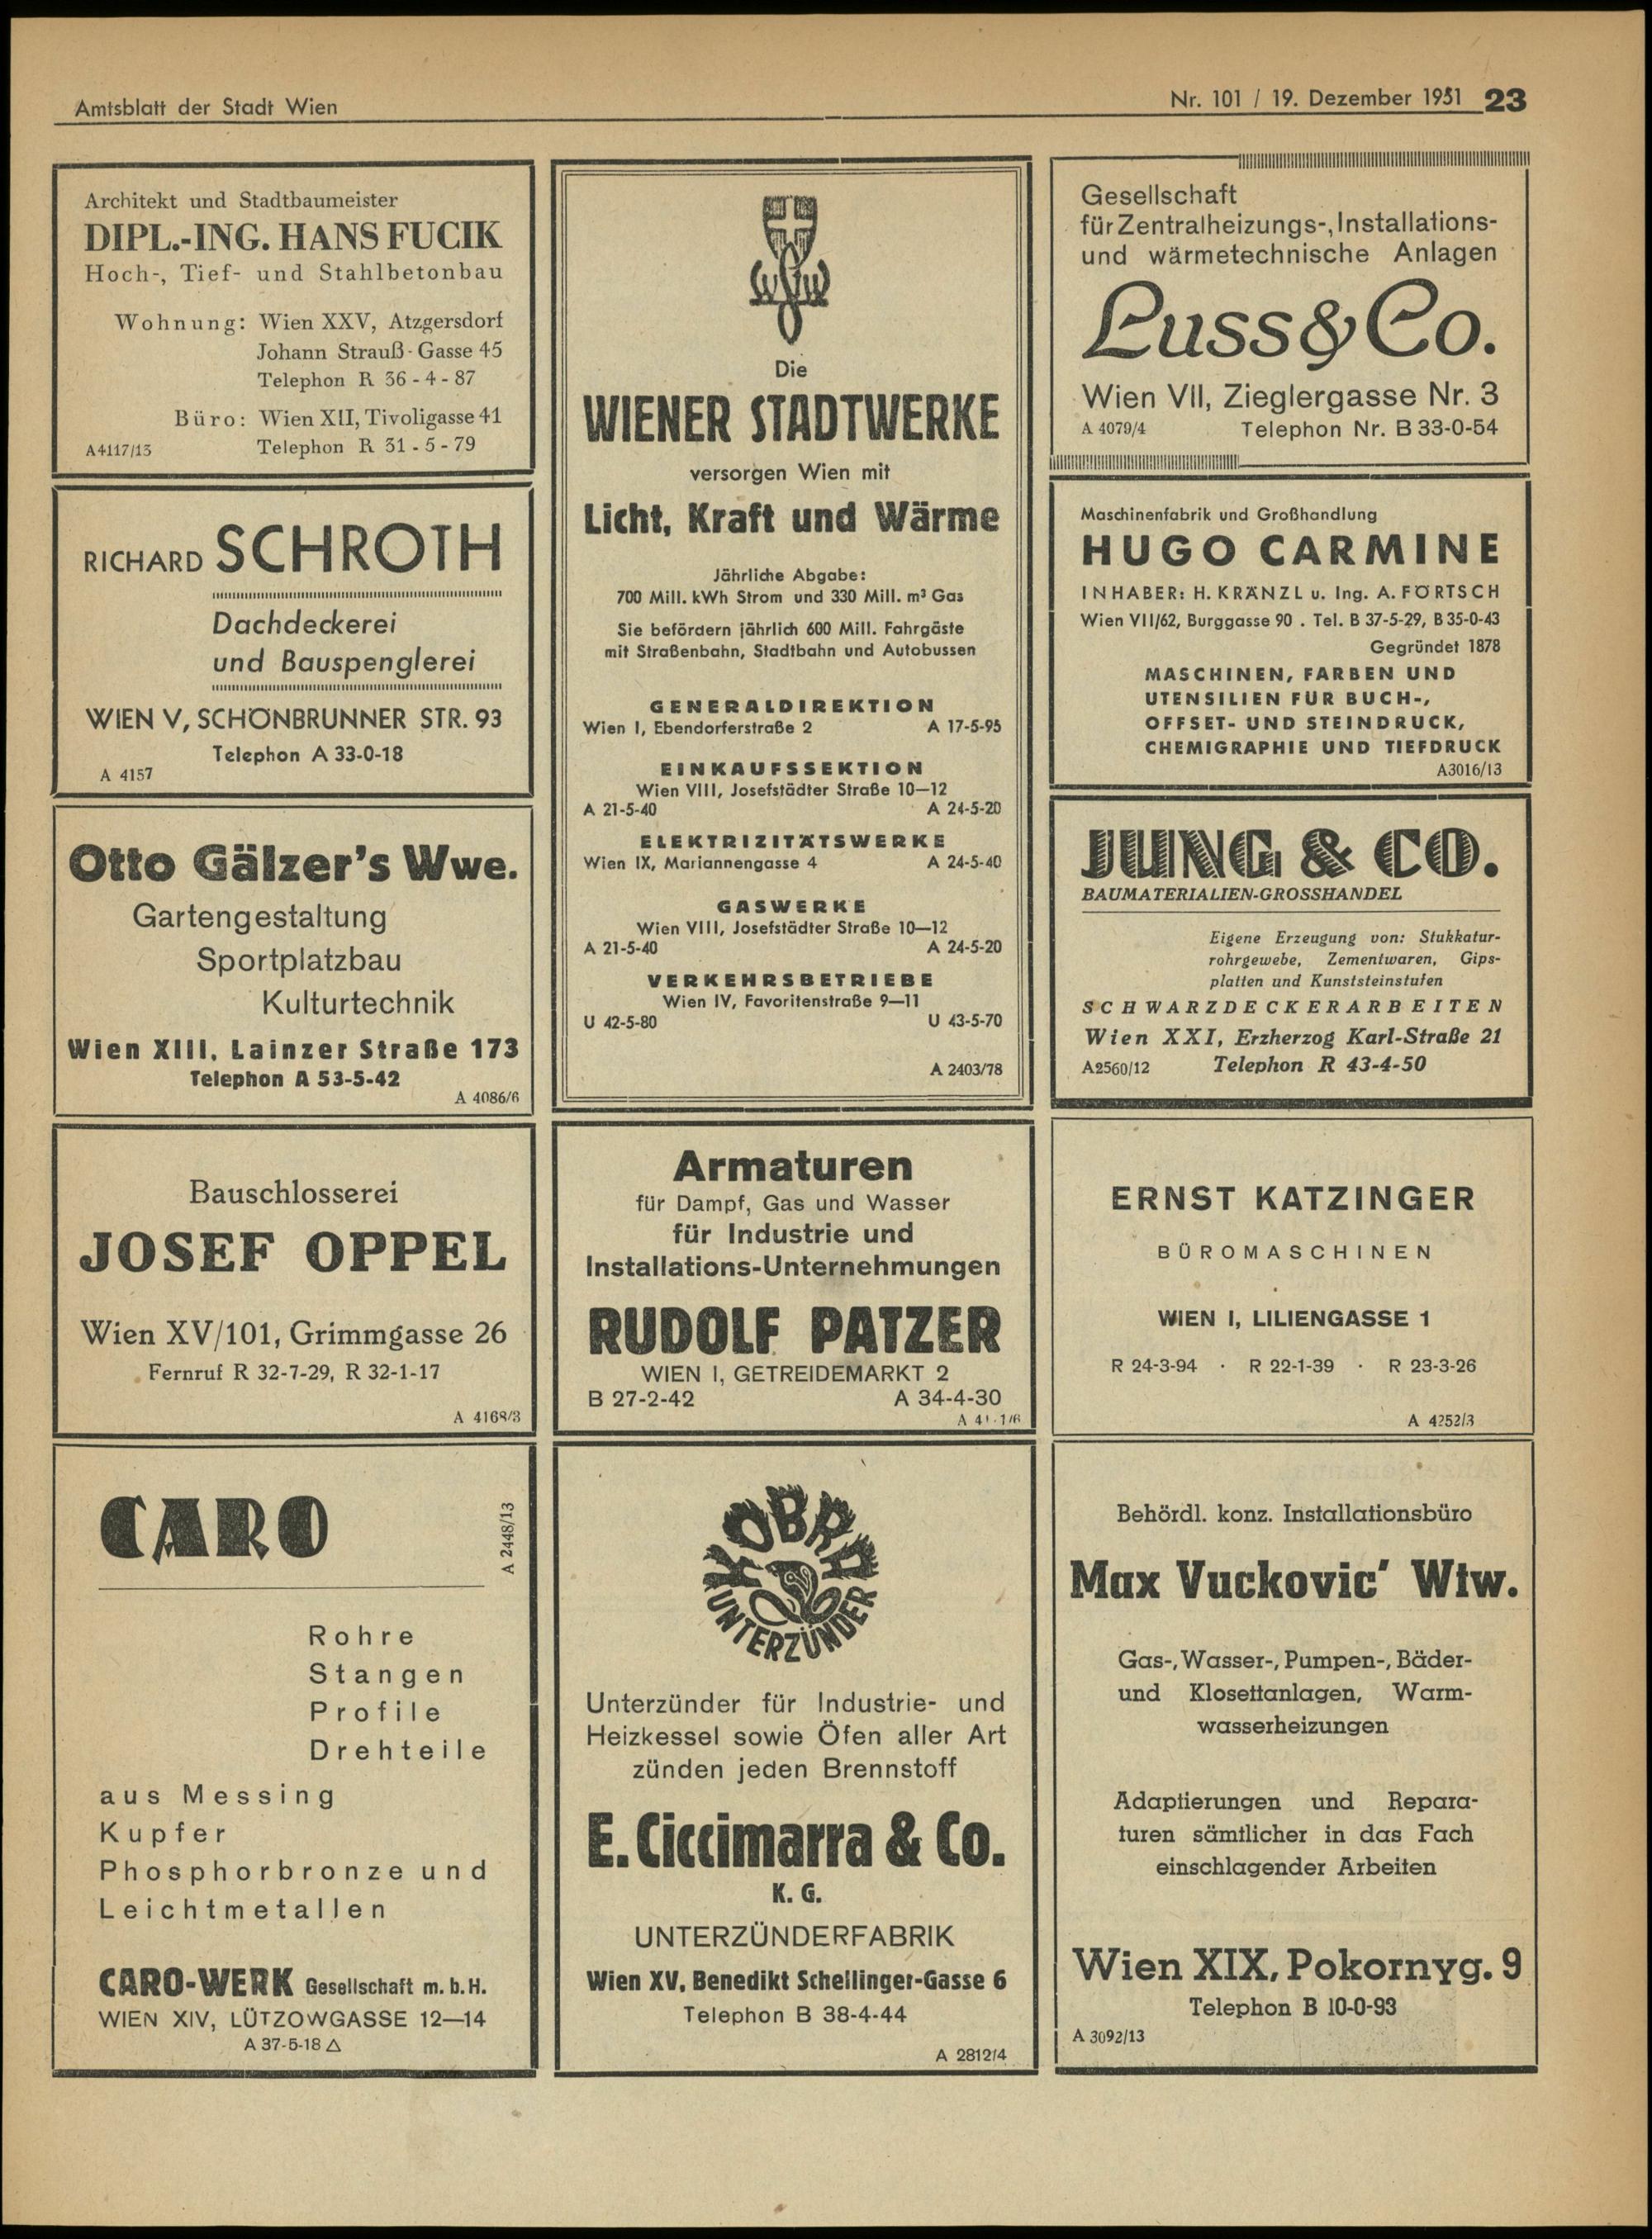 Amtsblatt der Stadt Wien
Nr. 101 / 19. Dezember 1951 23
Architekt und Stadtbaumeister
DIPL.-ING. HANS FUCIK
Hoch-, Tief- und Stahlbetonbau
Wohnung: Wien XXV, Atzgersdorf
Johann Strauß-Gasse 45
Telephon R 36-4-87
Büro: Wien XII, Tivoligasse 41
A4117/13 Telephon R 31-5-79
RICHARD SCHROTH
Dachdeckerei
und Bauspenglerei
WIEN V, SCHÖNBRUNNER STR. 93
Telephon A 33-0-18
A 4157
Otto Gälzer's Wwe.
Gartengestaltung
Sportplatzbau
Kulturtechnik
Wien XIII, Lainzer Straße 173
Telephon A 53-5-42
A 4086/6
Bauschlosserei
JOSEF OPPEL
Wien XV/101, Grimmgasse 26
Fernruf R 32-7-29, R 32-1-17
A 4168/3
CARO
A 2448/13
Rohre
Stangen
Profile
Drehteile
aus Messing
Kupfer
Phosphorbronze und
Leichtmetallen
CARO-WERK Gesellschaft m. b. H.
WIEN XIV, LÜTZOWGASSE 12—14
A 37-5-18 △
WStW
Die
WIENER STADTWERKE
versorgen Wien mit
Licht, Kraft und Wärme
Jährliche Abgabe:
700 Mill. kWh Strom und 330 Mill. m³ Gas
Sie befördern jährlich 600 Mill. Fahrgäste
mit Straßenbahn, Stadtbahn und Autobussen
GENERALDIREKTION
Wien I, Ebendorferstraße 2 A 17-5-95
EINKAUFSSEKTION
Wien VIII, Josefstädter Straße 10—12
A 21-5-40 A 24-5-20
ELEKTRIZITÄTSWERKE
Wien IX, Mariannengasse 4 A 24-5-40
GASWERKE
Wien VIII, Josefstädter Straße 10—12
A 21-5-40 A 24-5-20
VERKEHRSBETRIEBE
Wien IV, Favoritenstraße 9—11
U 42-5-80 U 43-5-70
A 2403/78
Armaturen
für Dampf, Gas und Wasser
für Industrie und
Installations-Unternehmungen
RUDOLF PATZER
WIEN I, GETREIDEMARKT 2
B 27-2-42 A 34-4-30
KOBRA
UNTERZÜNDER
Unterzünder für Industrie- und
Heizkessel sowie Öfen aller Art
zünden jeden Brennstoff
E. Ciccimarra & Co.
K. G.
UNTERZÜNDERFABRIK
Wien XV, Benedikt Schellinger-Gasse 6
Telephon B 38-4-44
A 2812/4
Gesellschaft
für Zentralheizungs-, Installations-
und wärmetechnische Anlagen
Luss & Co.
Wien VII, Zieglergasse Nr. 3
A 4079/4 Telephon Nr. B 33-0-54
Maschinenfabrik und Großhandlung
HUGO CARMINE
INHABER: H. KRÄNZL u. Ing. A. FÖRTSCH
Wien VII/62, Burggasse 90 . Tel. B 37-5-29, B 35-0-43
Gegründet 1878
MASCHINEN, FARBEN UND
UTENSILIEN FÜR BUCH-,
OFFSET- UND STEINDRUCK,
CHEMIGRAPHIE UND TIEFDRUCK
A3016/13
JUNG & CO.
BAUMATERIALIEN-GROSSHANDEL
Eigene Erzeugung von: Stukkatur-
rohrgewebe, Zementwaren, Gips-
platten und Kunststeinstufen
SCHWARZDECKERARBEITEN
Wien XXI, Erzherzog Karl-Straße 21
A2560/12 Telephon R 43-4-50
ERNST KATZINGER
BÜROMASCHINEN
WIEN I, LILIENGASSE 1
R 24-3-94 · R 22-1-39 · R 23-3-26
A 4252/3
Behördl. konz. Installationsbüro
Max Vuckovic´ Wtw.
Gas-, Wasser-, Pumpen-, Bäder-
und Klosettanlagen, Warm-
wasserheizungen
Adaptierungen und Repara-
turen sämtlicher in das Fach
einschlagender Arbeiten
Wien XIX, Pokornyg. 9
Telephon B 10-0-93
A 3092/13